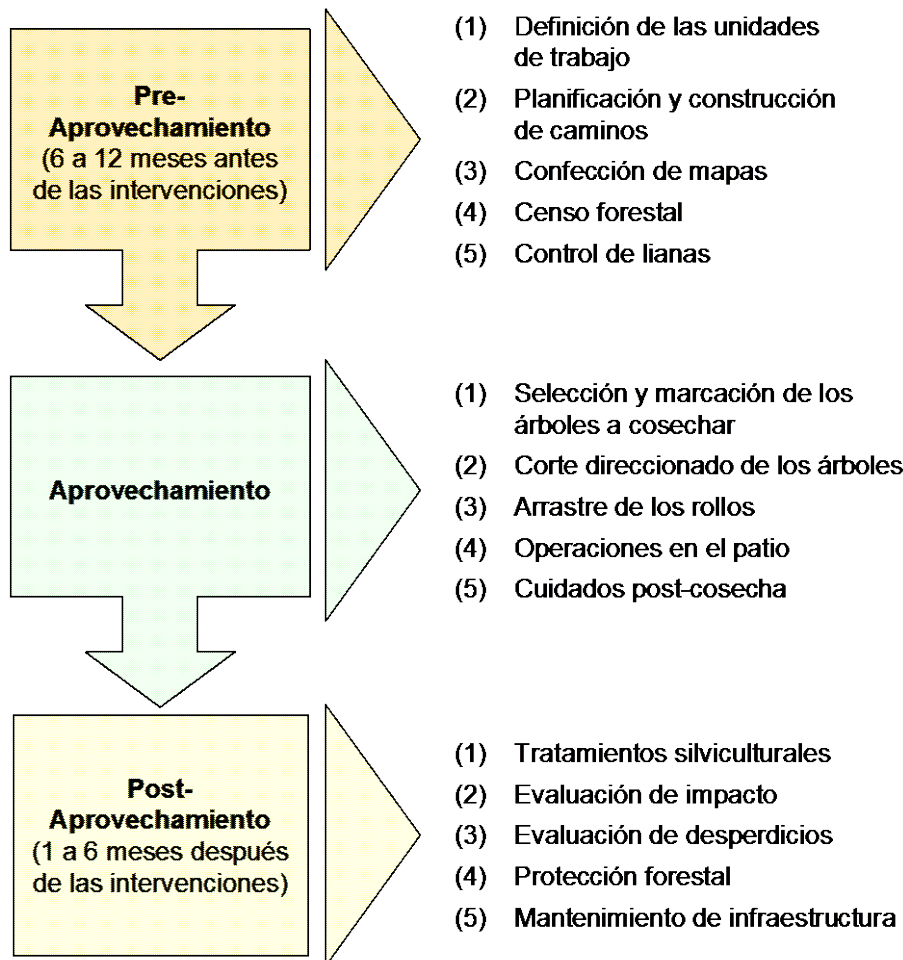 Pre-
Aprovechamiento
(6 a 12 meses antes
de las intervenciones)
(1) Definición de las unidades
de trabajo
(2) Planificación y construcción
de caminos
(3) Confección de mapas
(4) Censo forestal
(5) Control de lianas
Aprovechamiento
(1) Selección y marcación de los
árboles a cosechar
(2) Corte direccionado de los árboles
(3) Arrastre de los rollos
(4) Operaciones en el patio
(5) Cuidados post-cosecha
Post-
Aprovechamiento
(1 a 6 meses después
de las intervenciones)
(1) Tratamientos silviculturales
(2) Evaluación de impacto
(3) Evaluación de desperdicios
(4) Protección forestal
(5) Mantenimiento de infraestructura